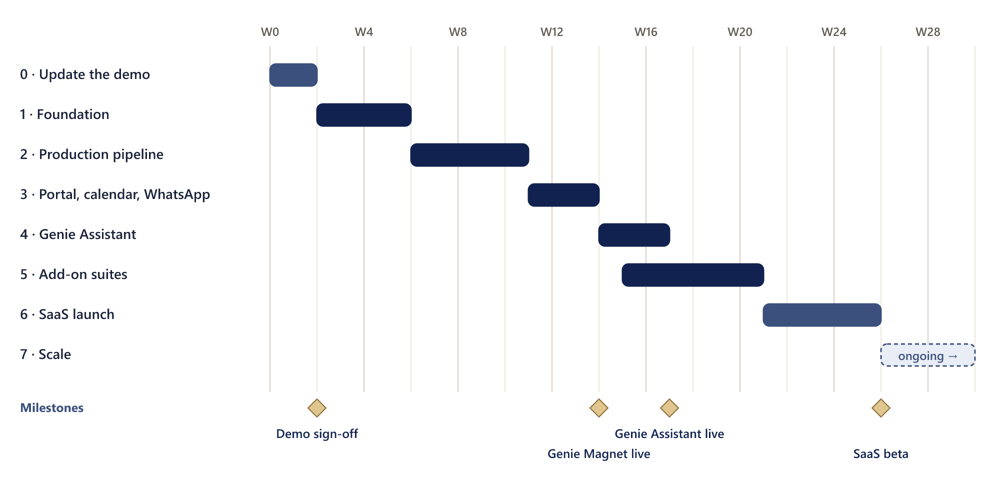 W0 W4 W8 W12 W16 W20 W24 W28
0 · Update the demo
1 · Foundation
2 · Production pipeline
3 · Portal, calendar, WhatsApp
4 · Genie Assistant
5 · Add-on suites
6 · SaaS launch
7 · Scale
ongoing →
Milestones
Demo sign-off
Genie Assistant live
Genie Magnet live
SaaS beta